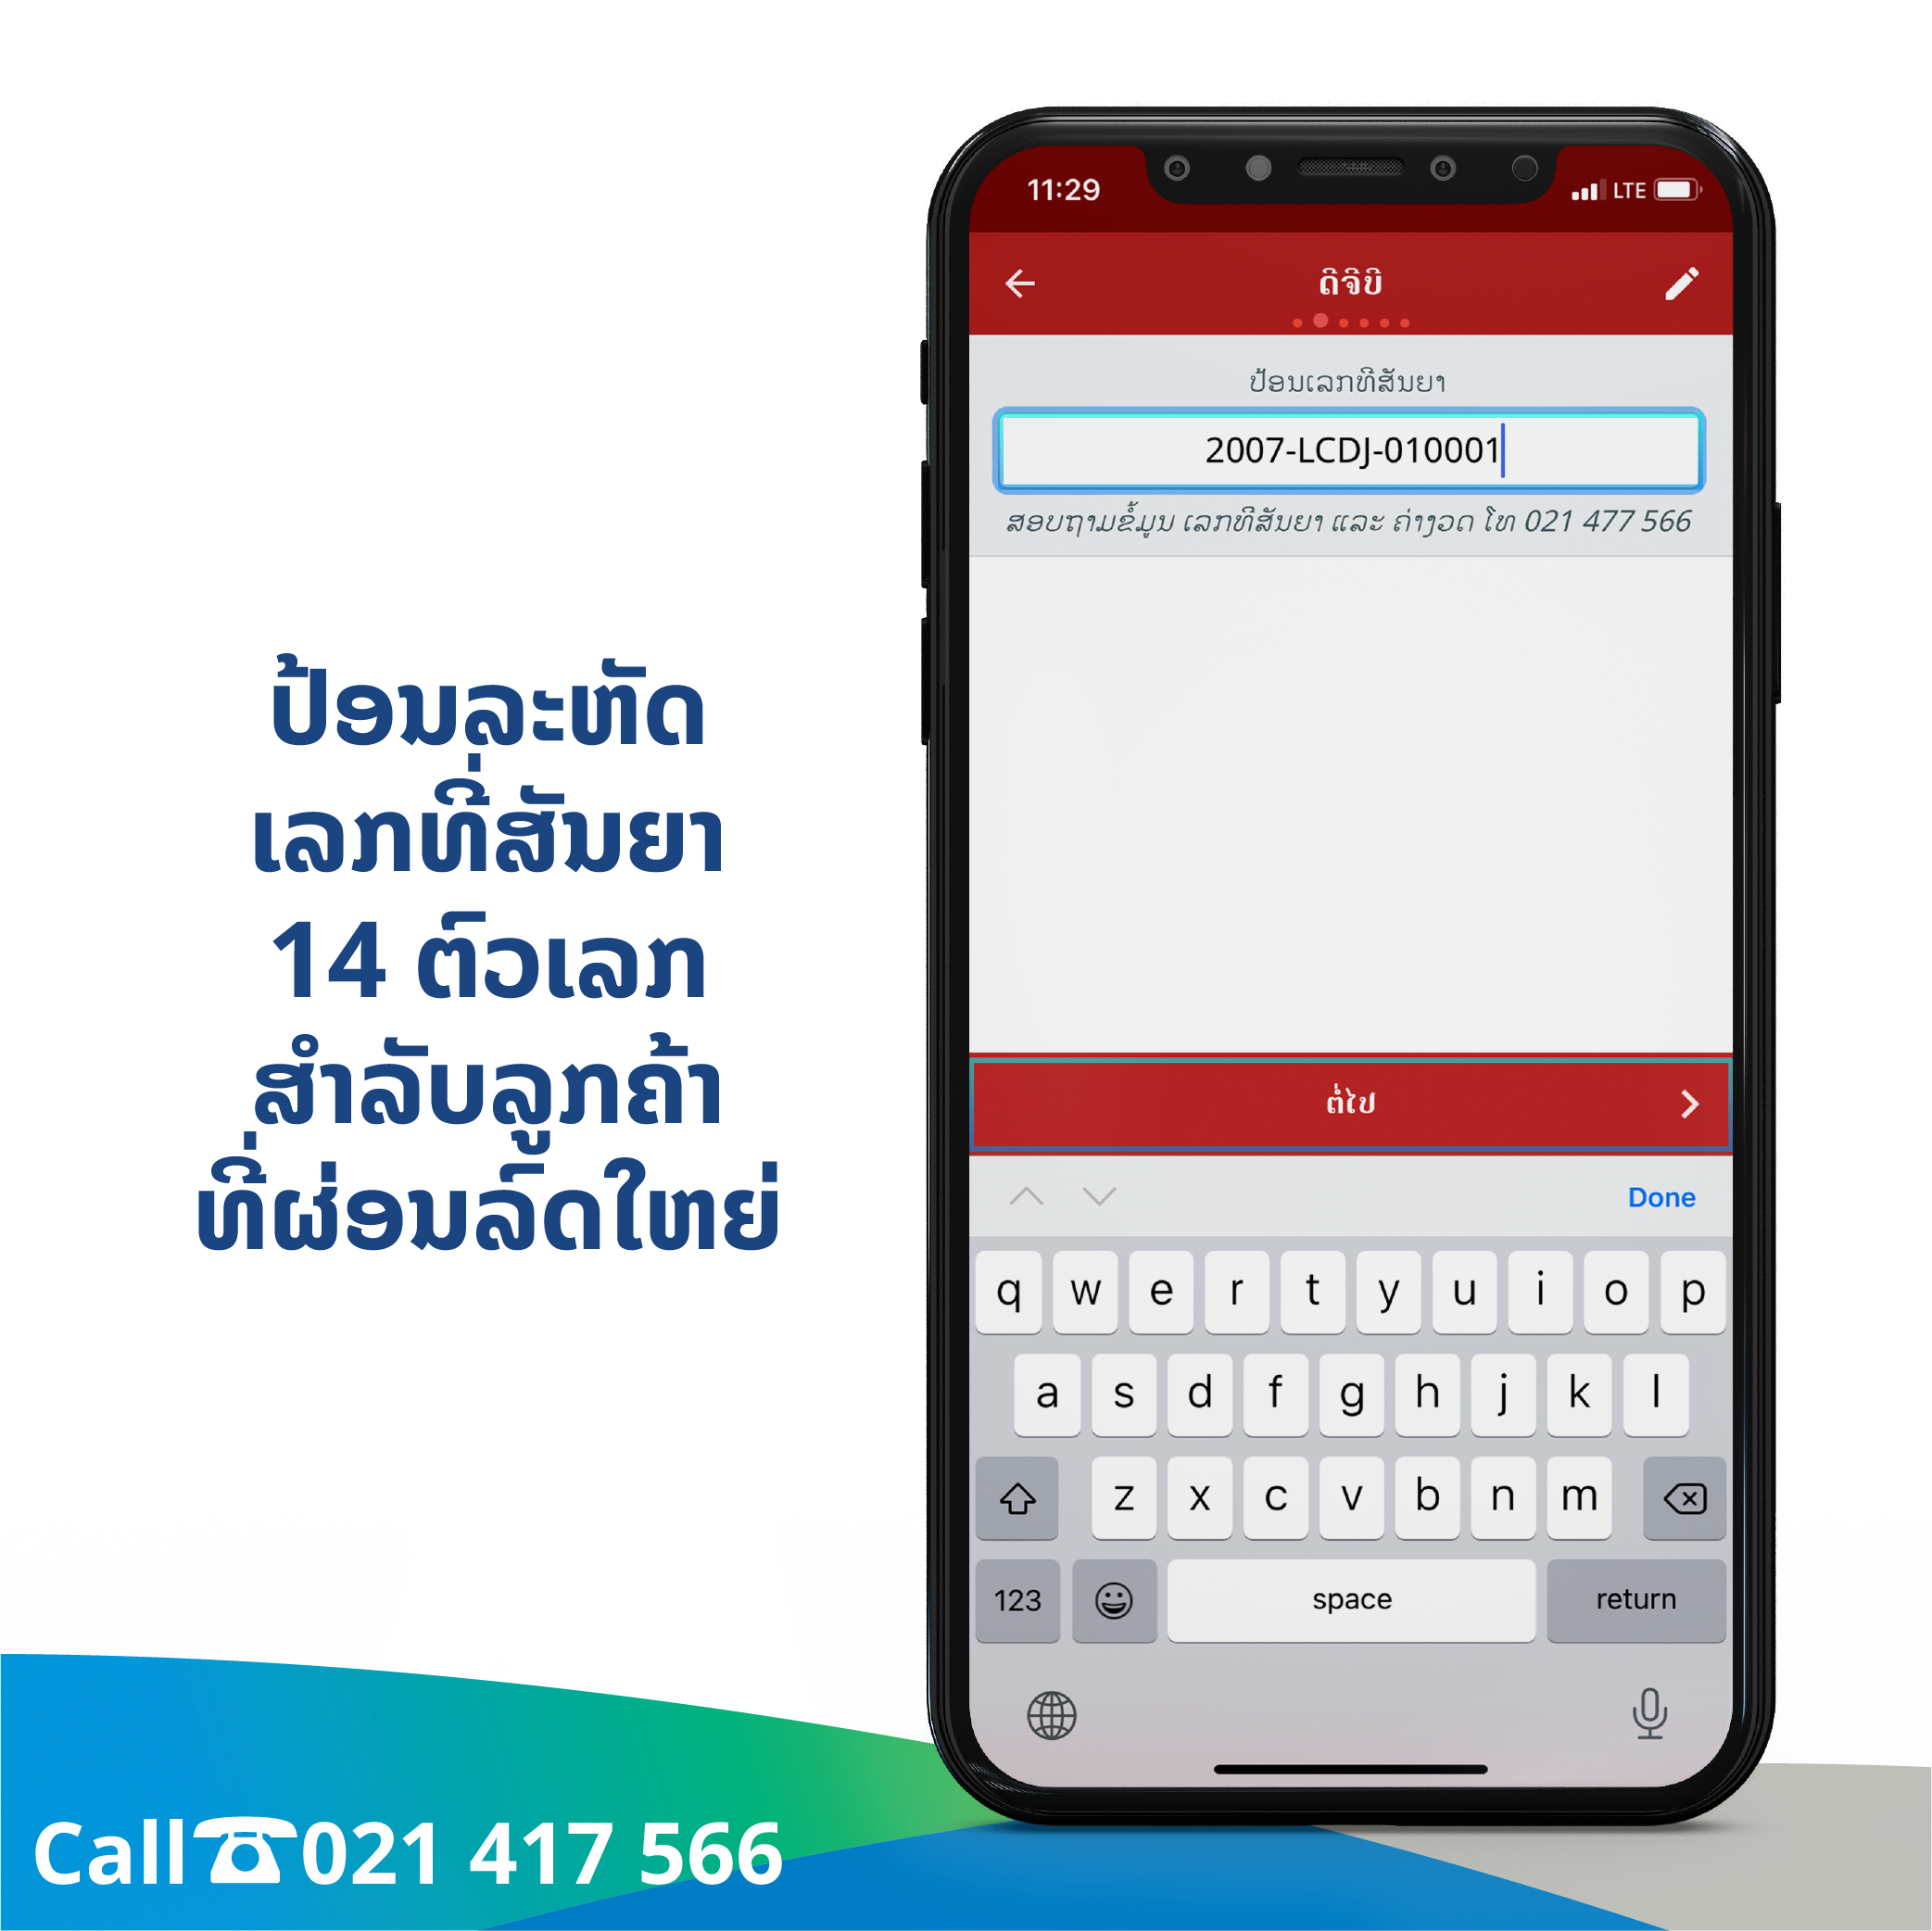 ປ້ອນລະຫັດ
ເລກທີ່ສັນຍາ
14 ຕົວເລກ
ສຳລັບລູກຄ້າ
ທີ່ຜ່ອນລົດໃຫຍ່
11:29
LTE
ດີຈີບີ
ປ້ອນເລກທີສັນຍາ
2007-LCDJ-010001
ສອບຖາມຂໍ້ມູນ ເລກທີສັນຍາ ແລະ ຄ່າງວດ ໂທ 021 477 566
ຕໍ່ໄປ
Done
q w e r t y u i o p
a s d f g h j k l
z x c v b n m
123 space return
Call☎021 417 566